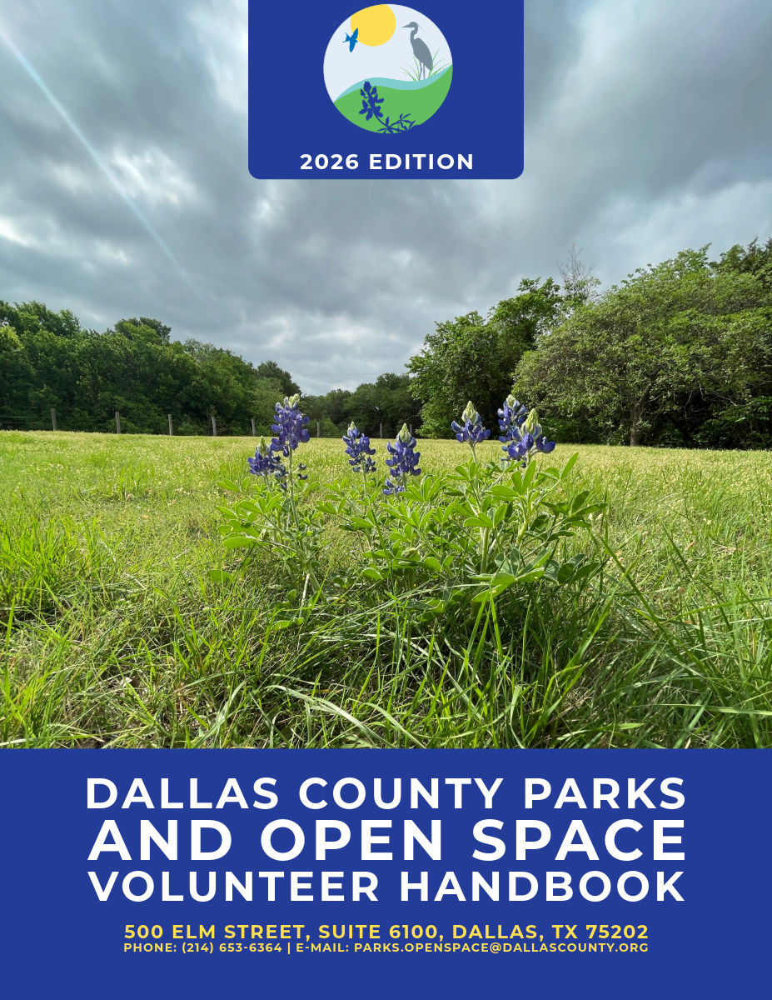 2026 EDITION
DALLAS COUNTY PARKS
AND OPEN SPACE
VOLUNTEER HANDBOOK
500 ELM STREET, SUITE 6100, DALLAS, TX 75202
PHONE: (214) 653-6364 | E-MAIL: PARKS.OPENSPACE@DALLASCOUNTY.ORG